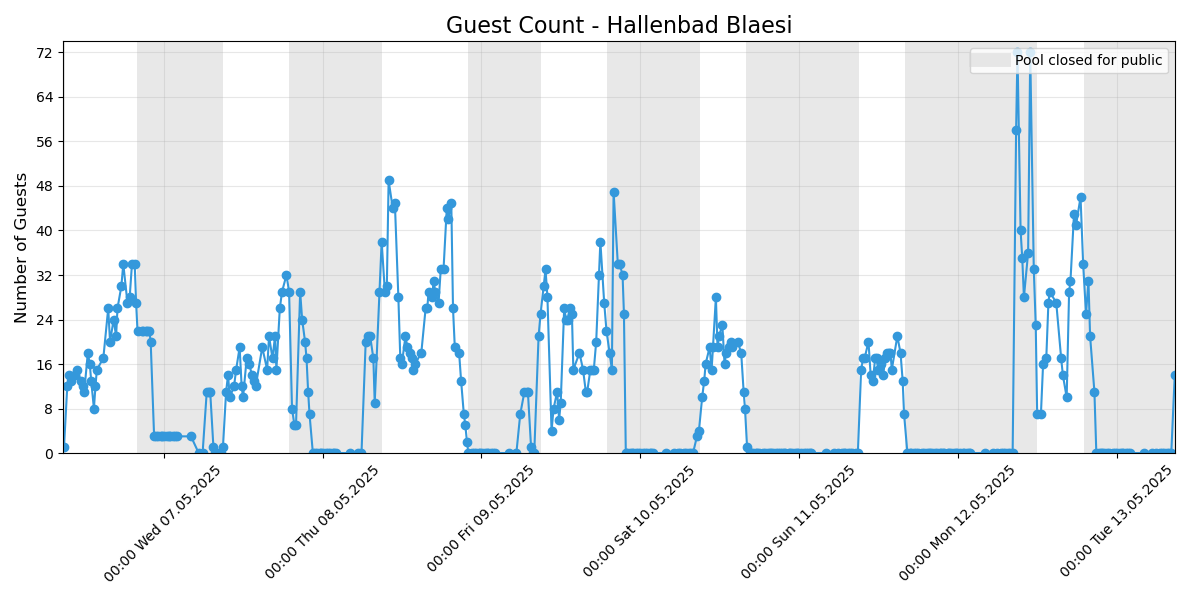 Guest Count - Hallenbad Blaesi
Pool closed for public
Number of Guests
72
64
56
48
40
32
24
16
8
0
00:00 Wed 07.05.2025
00:00 Thu 08.05.2025
00:00 Fri 09.05.2025
00:00 Sat 10.05.2025
00:00 Sun 11.05.2025
00:00 Mon 12.05.2025
00:00 Tue 13.05.2025